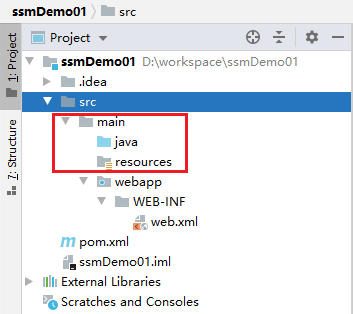 ssmDemo01 src
1: Project
7: Structure
Project
ssmDemo01 D:\workspace\ssmDemo01
.idea
src
main
java
resources
webapp
WEB-INF
web.xml
pom.xml
ssmDemo01.iml
External Libraries
Scratches and Consoles